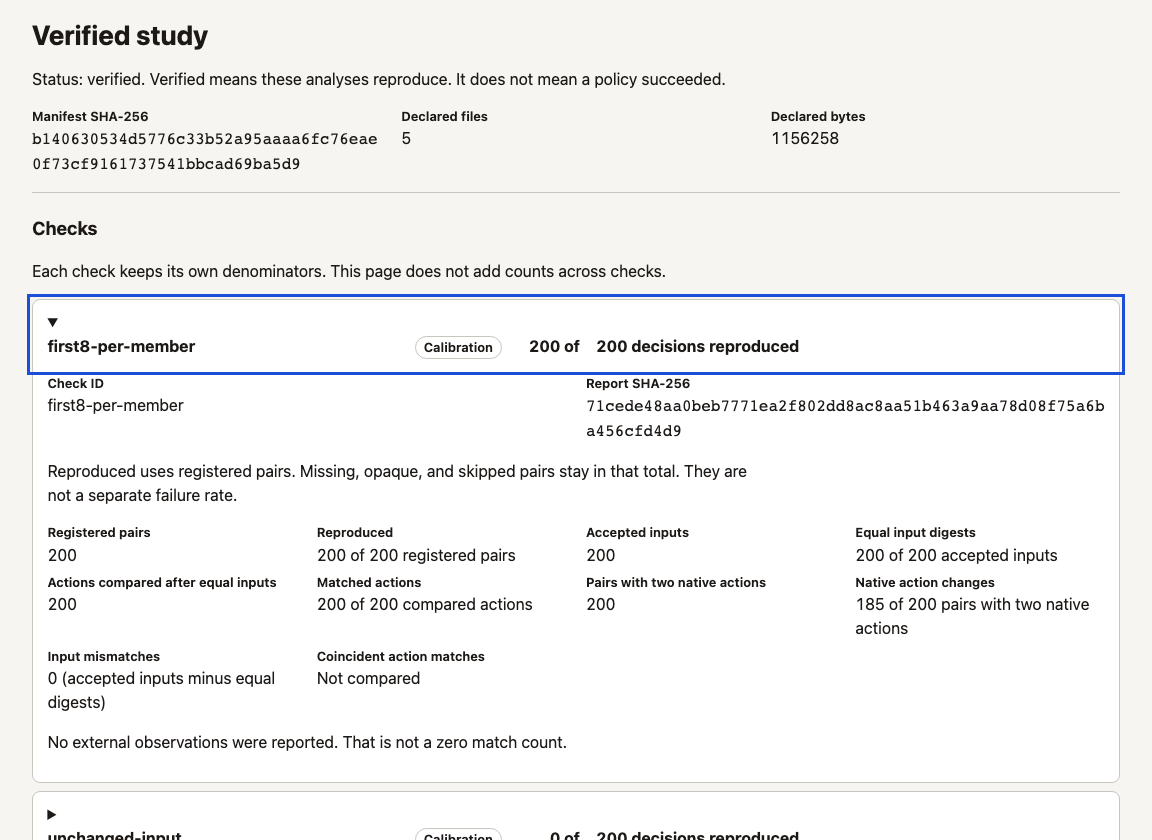 Verified study
Status: verified. Verified means these analyses reproduce. It does not mean a policy succeeded.
Manifest SHA-256
b140630534d5776c33b52a95aaaa6fc76eae
0f73cf9161737541bbcad69ba5d9
Declared files
5
Declared bytes
1156258
Checks
Each check keeps its own denominators. This page does not add counts across checks.
first8-per-member Calibration 200 of 200 decisions reproduced
Check ID
first8-per-member
Report SHA-256
71cede48aa0beb7771ea2f802dd8ac8aa51b463a9aa78d08f75a6b
a456cfd4d9
Reproduced uses registered pairs. Missing, opaque, and skipped pairs stay in that total. They are
not a separate failure rate.
Registered pairs
200
Reproduced
200 of 200 registered pairs
Accepted inputs
200
Equal input digests
200 of 200 accepted inputs
Actions compared after equal inputs
200
Matched actions
200 of 200 compared actions
Pairs with two native actions
200
Native action changes
185 of 200 pairs with two native
actions
Input mismatches
0 (accepted inputs minus equal
digests)
Coincident action matches
Not compared
No external observations were reported. That is not a zero match count.
unchanged-input Calibration 0 of 200 decisions reproduced